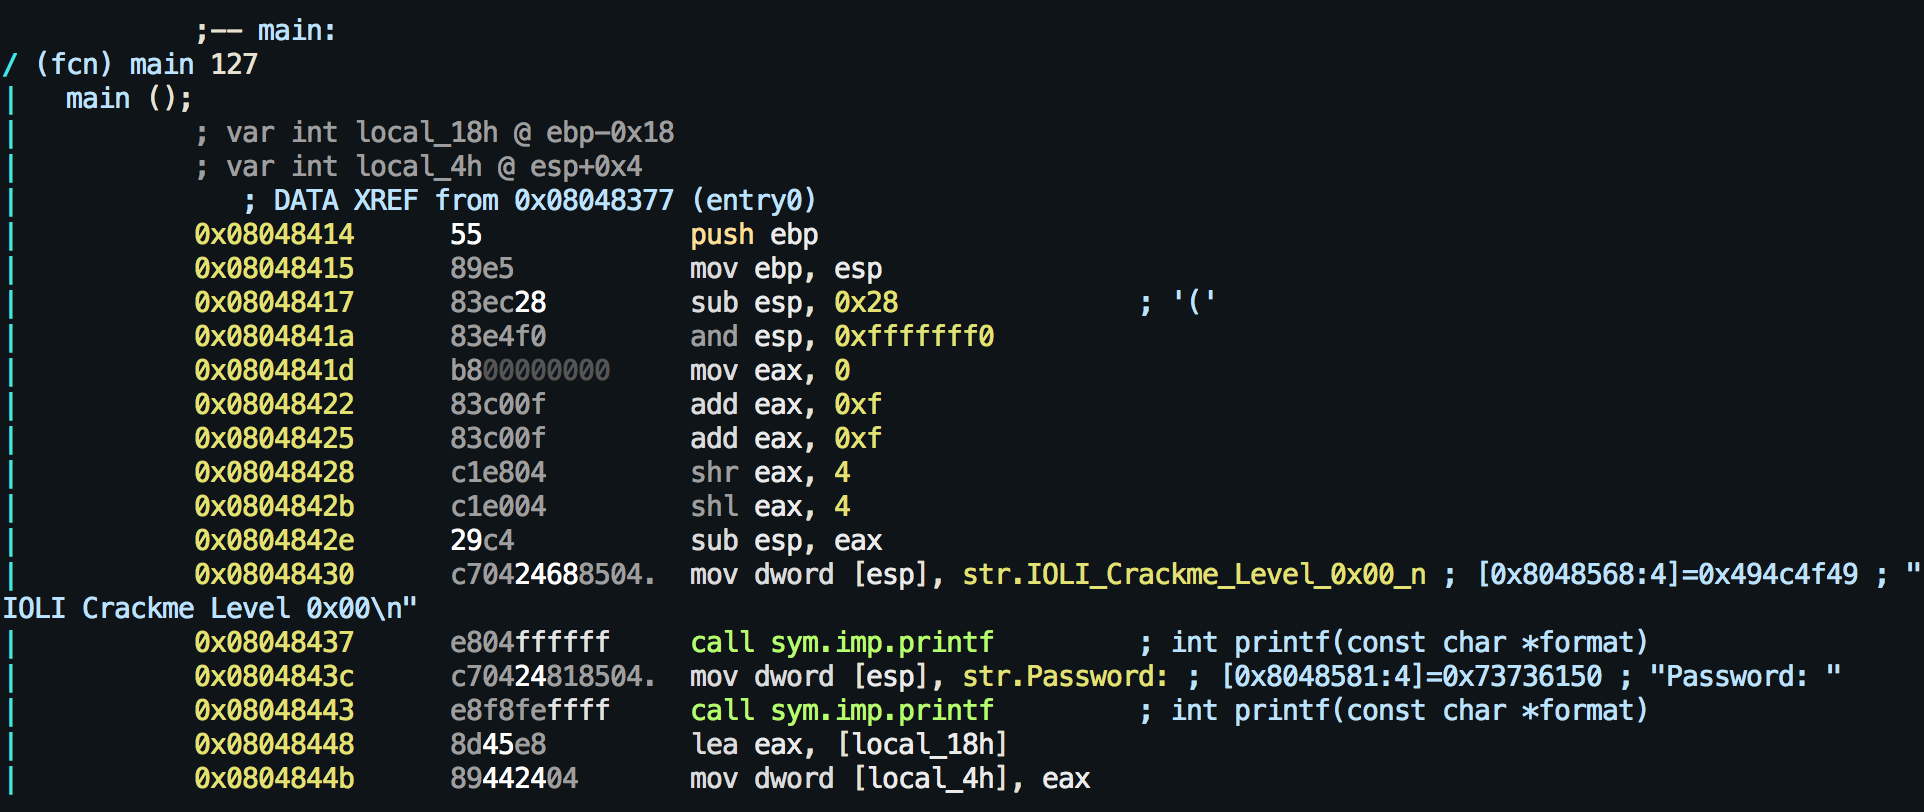 ;-- main:
/ (fcn) main 127
|   main ();
|           ; var int local_18h @ ebp-0x18
|           ; var int local_4h @ esp+0x4
|              ; DATA XREF from 0x08048377 (entry0)
|           0x08048414      55             push ebp
|           0x08048415      89e5           mov ebp, esp
|           0x08048417      83ec28         sub esp, 0x28               ; '('
|           0x0804841a      83e4f0         and esp, 0xfffffff0
|           0x0804841d      b800000000     mov eax, 0
|           0x08048422      83c00f         add eax, 0xf
|           0x08048425      83c00f         add eax, 0xf
|           0x08048428      c1e804         shr eax, 4
|           0x0804842b      c1e004         shl eax, 4
|           0x0804842e      29c4           sub esp, eax
|           0x08048430      c70424688504.  mov dword [esp], str.IOLI_Crackme_Level_0x00_n ; [0x8048568:4]=0x494c4f49 ; "
IOLI Crackme Level 0x00\n"
|           0x08048437      e804ffffff     call sym.imp.printf         ; int printf(const char *format)
|           0x0804843c      c70424818504.  mov dword [esp], str.Password: ; [0x8048581:4]=0x73736150 ; "Password: "
|           0x08048443      e8f8feffff     call sym.imp.printf         ; int printf(const char *format)
|           0x08048448      8d45e8         lea eax, [local_18h]
|           0x0804844b      89442404       mov dword [local_4h], eax